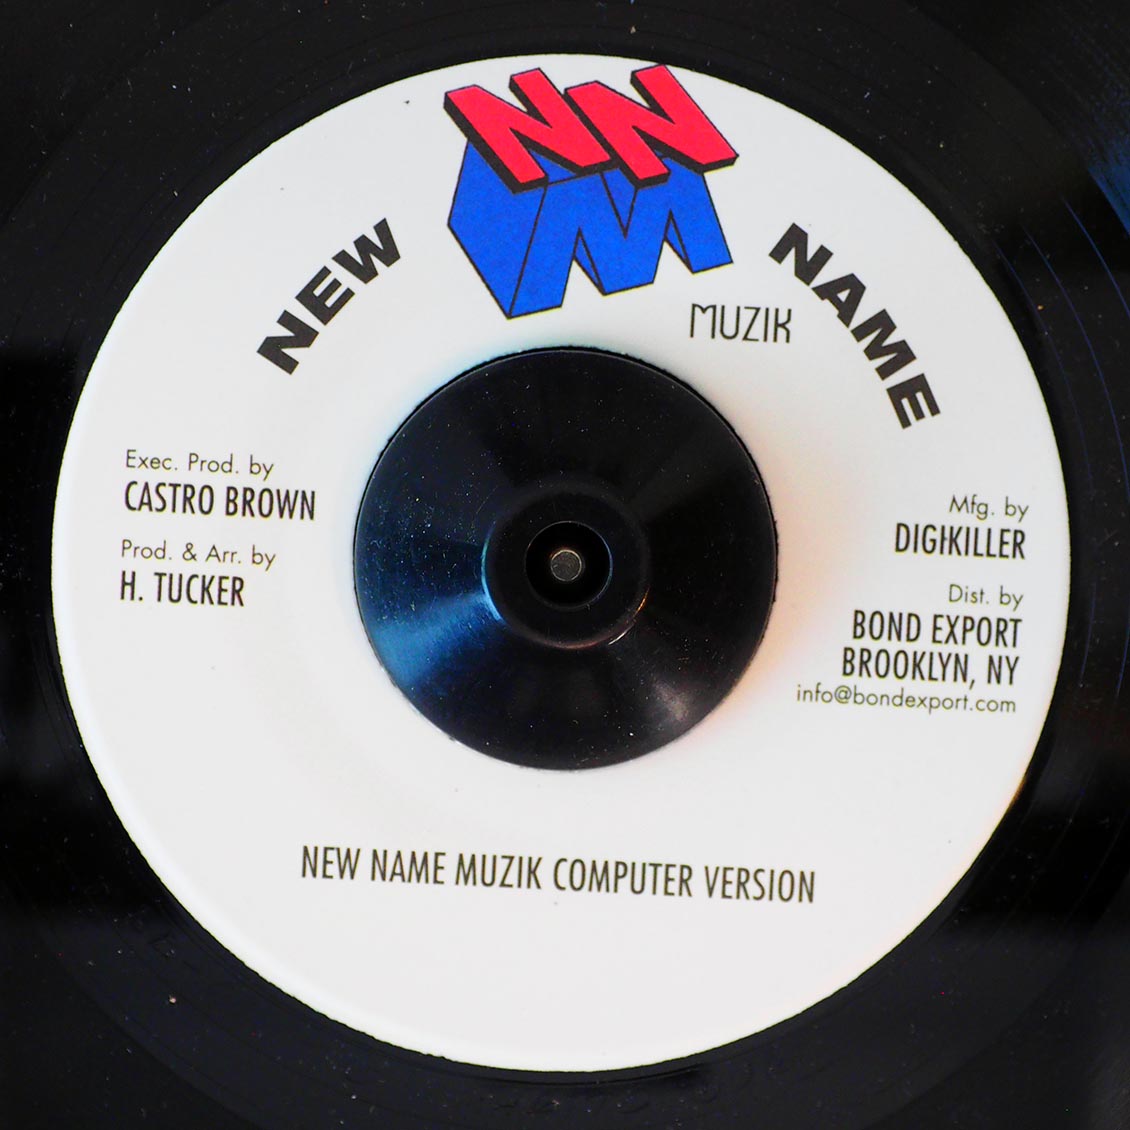 NNM
NEW NAME
MUZIK
Exec. Prod. by
CASTRO BROWN
Prod. & Arr. by
H. TUCKER
Mfg. by
DIGIKILLER
Dist. by
BOND EXPORT
BROOKLYN, NY
info@bondexport.com
NEW NAME MUZIK COMPUTER VERSION